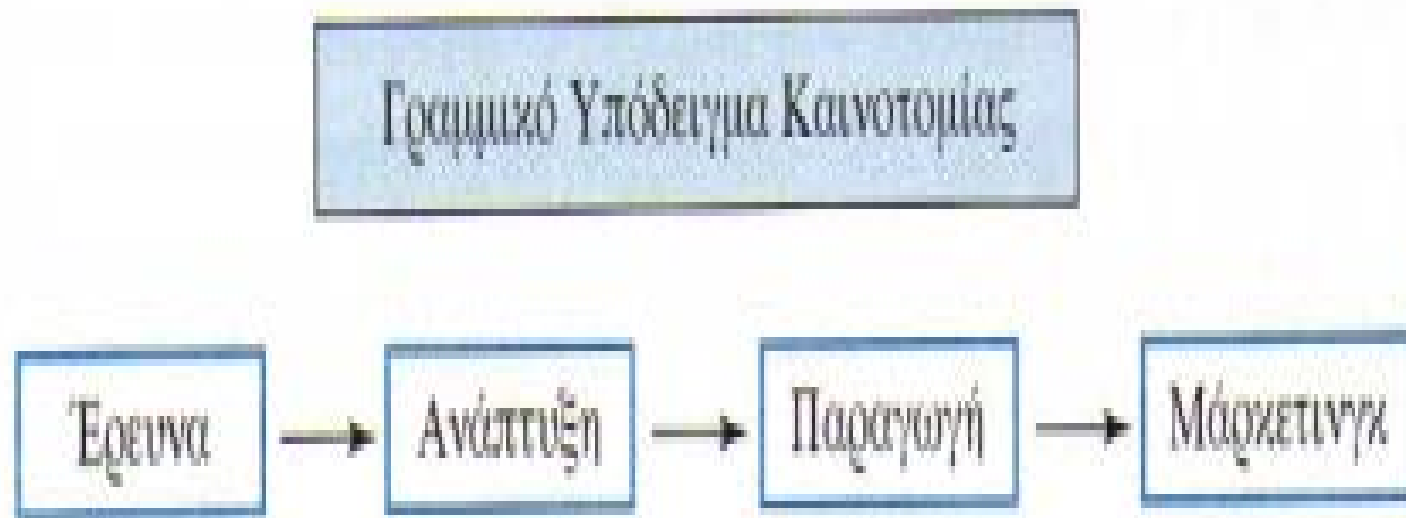 Γραμμικό Υπόδειγμα Καινοτομίας
Έρευνα
Ανάπτυξη
Παραγωγή
Μάρκετινγκ